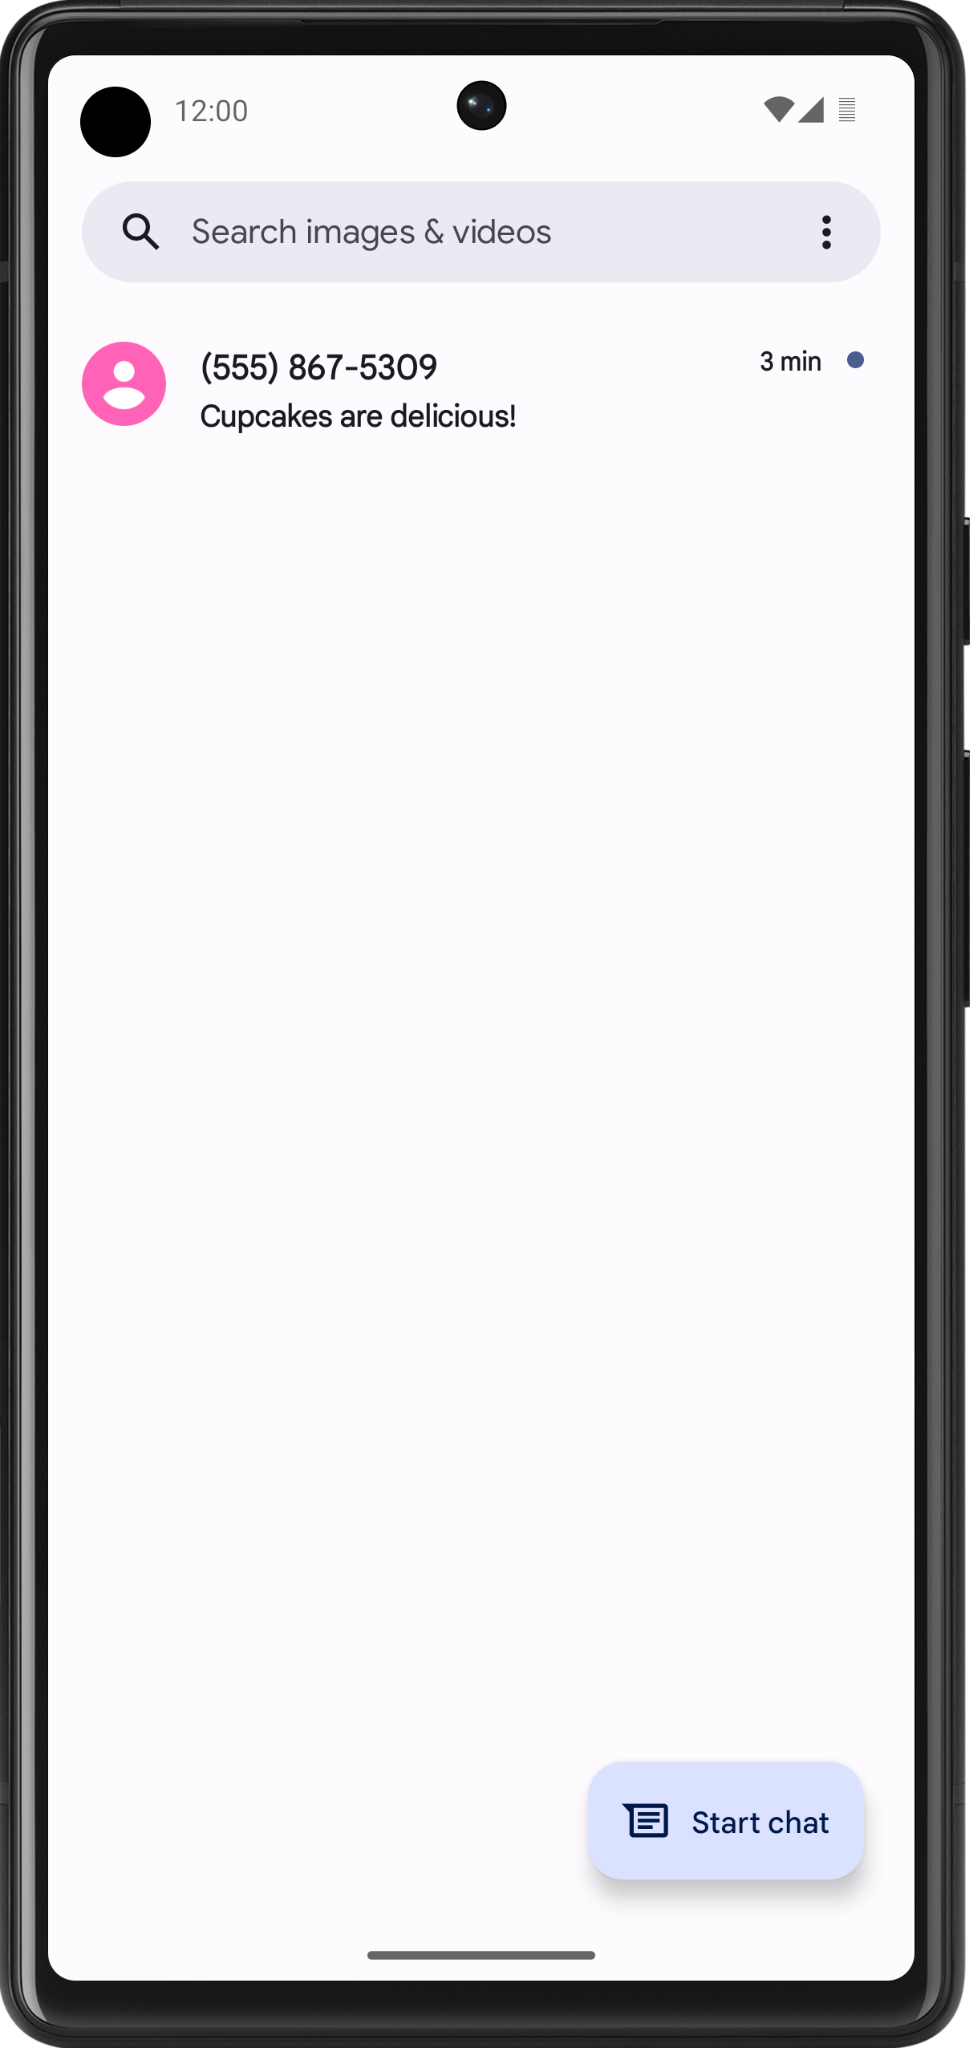 12:00
Search images & videos
(555) 867-5309
3 min
Cupcakes are delicious!
Start chat